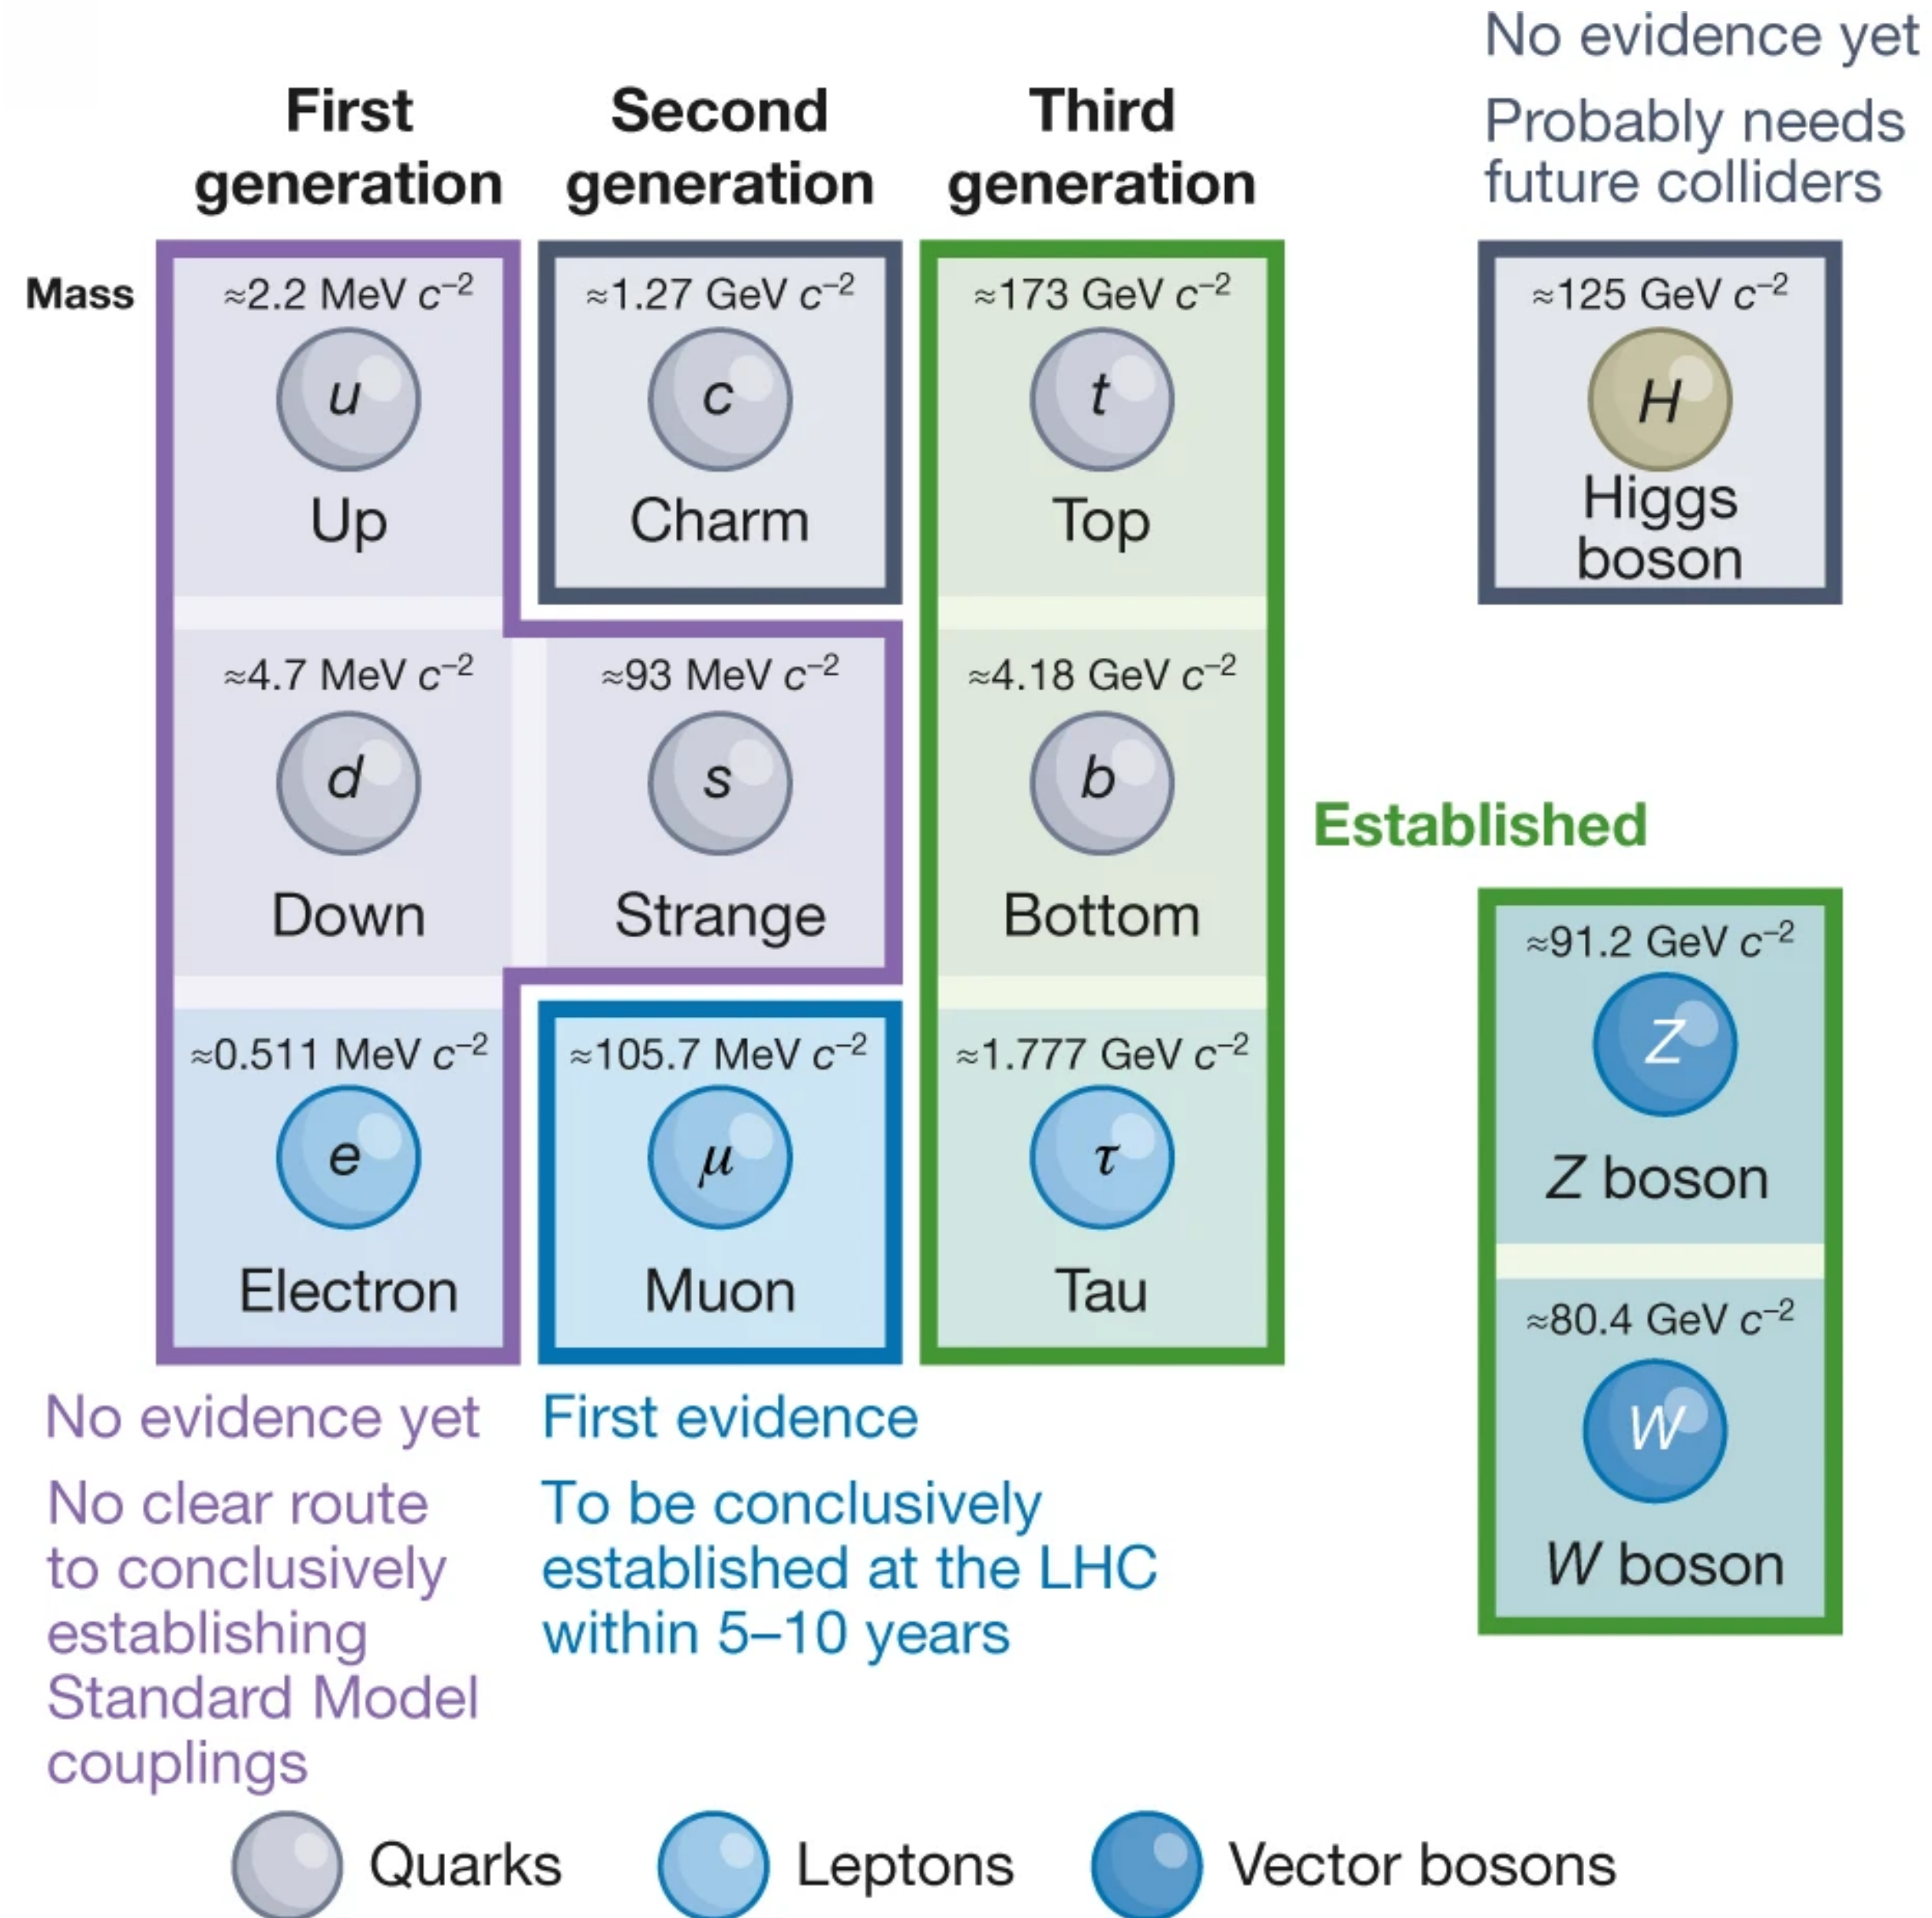 No evidence yet
Probably needs
future colliders
First
generation
Second
generation
Third
generation
Mass
≈2.2 MeV c⁻²
u
Up
≈1.27 GeV c⁻²
c
Charm
≈173 GeV c⁻²
t
Top
≈125 GeV c⁻²
H
Higgs
boson
≈4.7 MeV c⁻²
d
Down
≈93 MeV c⁻²
s
Strange
≈4.18 GeV c⁻²
b
Bottom
Established
≈0.511 MeV c⁻²
e
Electron
≈105.7 MeV c⁻²
μ
Muon
≈1.777 GeV c⁻²
τ
Tau
≈91.2 GeV c⁻²
Z
Z boson
≈80.4 GeV c⁻²
W
W boson
No evidence yet
No clear route
to conclusively
establishing
Standard Model
couplings
First evidence
To be conclusively
established at the LHC
within 5–10 years
Quarks
Leptons
Vector bosons